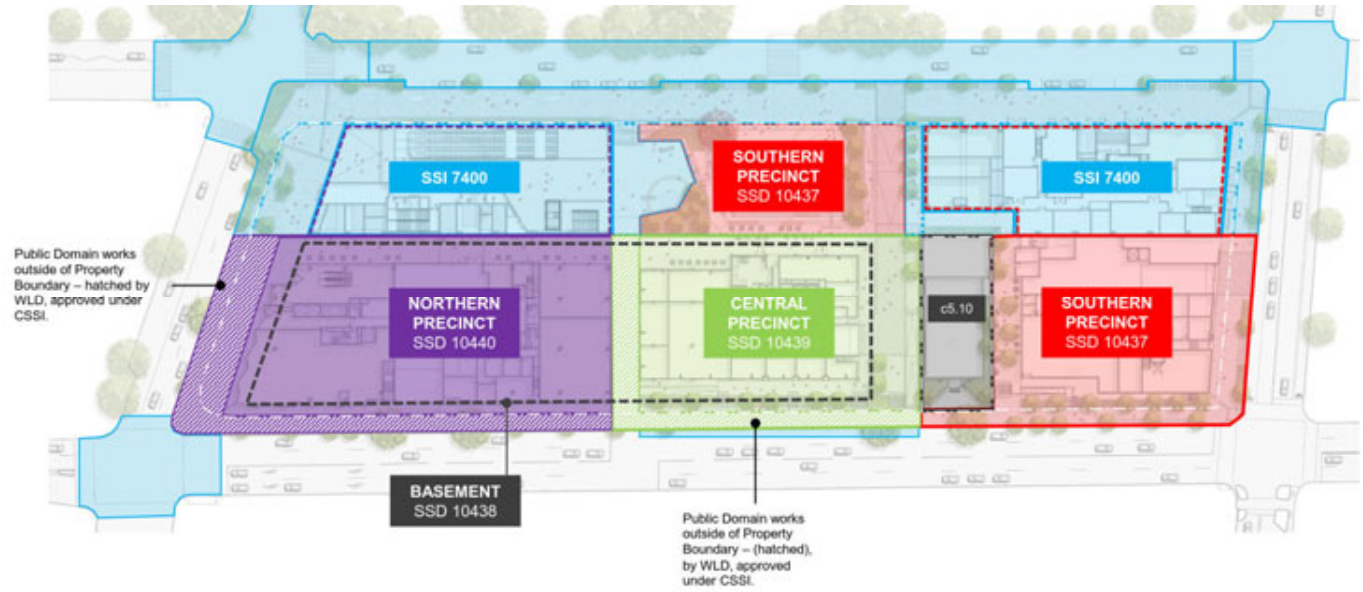 SSI 7400
SOUTHERN
PRECINCT
SSD 10437
SSI 7400
Public Domain works
outside of Property
Boundary – hatched by
WLD, approved under
CSSI.
NORTHERN
PRECINCT
SSD 10440
CENTRAL
PRECINCT
SSD 10439
c5.10
SOUTHERN
PRECINCT
SSD 10437
BASEMENT
SSD 10438
Public Domain works
outside of Property
Boundary – (hatched),
by WLD, approved
under CSSI.